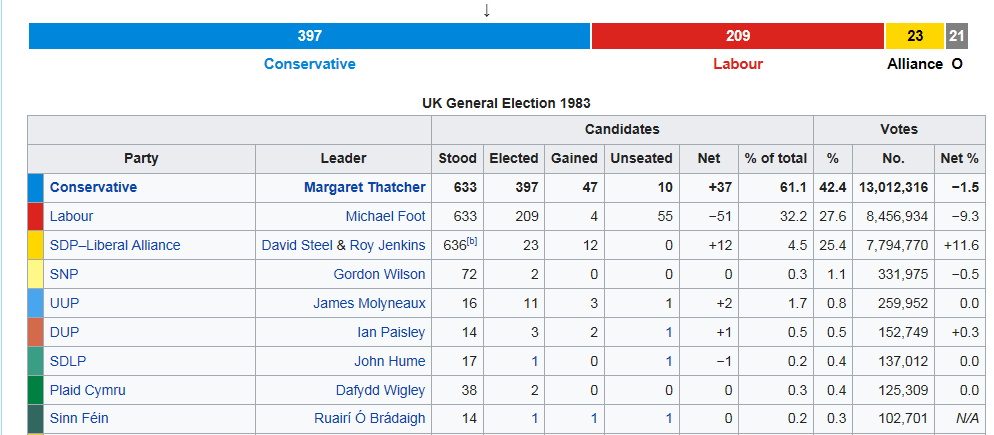 ↓
397 209 23 21
Conservative Labour Alliance O
UK General Election 1983
Candidates Votes
Party Leader Stood Elected Gained Unseated Net % of total % No. Net %
Conservative Margaret Thatcher 633 397 47 10 +37 61.1 42.4 13,012,316 −1.5
Labour Michael Foot 633 209 4 55 −51 32.2 27.6 8,456,934 −9.3
SDP–Liberal Alliance David Steel & Roy Jenkins 636[b] 23 12 0 +12 4.5 25.4 7,794,770 +11.6
SNP Gordon Wilson 72 2 0 0 0 0.3 1.1 331,975 −0.5
UUP James Molyneaux 16 11 3 1 +2 1.7 0.8 259,952 0.0
DUP Ian Paisley 14 3 2 1 +1 0.5 0.5 152,749 +0.3
SDLP John Hume 17 1 0 1 −1 0.2 0.4 137,012 0.0
Plaid Cymru Dafydd Wigley 38 2 0 0 0 0.3 0.4 125,309 0.0
Sinn Féin Ruairí Ó Brádaigh 14 1 1 1 0 0.2 0.3 102,701 N/A